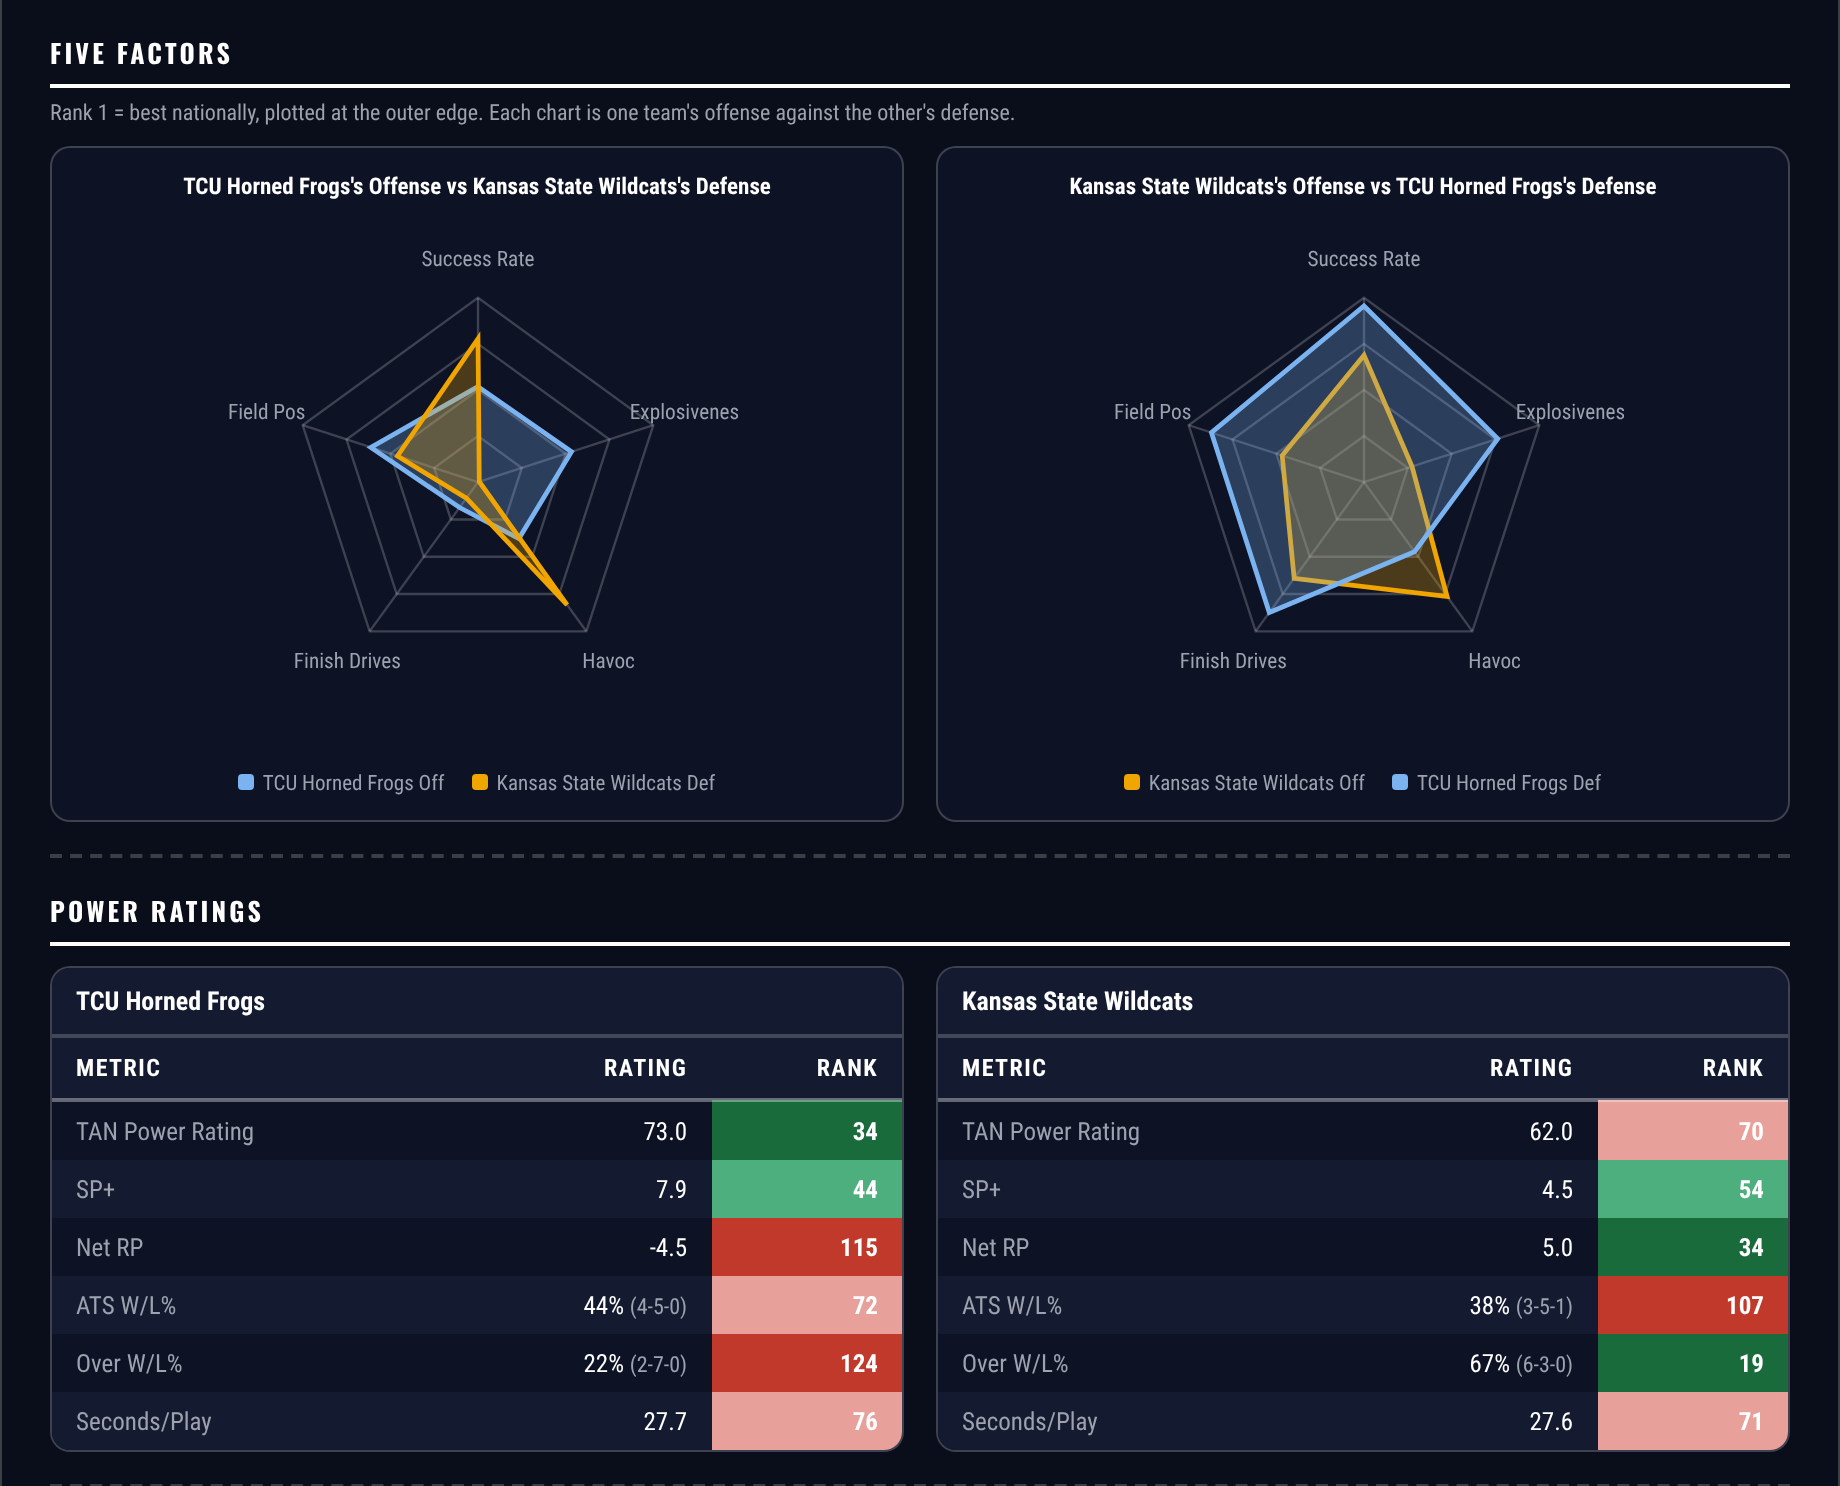 FIVE FACTORS
Rank 1 = best nationally, plotted at the outer edge. Each chart is one team's offense against the other's defense.
TCU Horned Frogs's Offense vs Kansas State Wildcats's Defense
Success Rate
Field Pos
Explosivenes
Finish Drives
Havoc
TCU Horned Frogs Off
Kansas State Wildcats Def
Kansas State Wildcats's Offense vs TCU Horned Frogs's Defense
Success Rate
Field Pos
Explosivenes
Finish Drives
Havoc
Kansas State Wildcats Off
TCU Horned Frogs Def
POWER RATINGS
TCU Horned Frogs
METRIC RATING RANK
TAN Power Rating 73.0 34
SP+ 7.9 44
Net RP -4.5 115
ATS W/L% 44% (4-5-0) 72
Over W/L% 22% (2-7-0) 124
Seconds/Play 27.7 76
Kansas State Wildcats
METRIC RATING RANK
TAN Power Rating 62.0 70
SP+ 4.5 54
Net RP 5.0 34
ATS W/L% 38% (3-5-1) 107
Over W/L% 67% (6-3-0) 19
Seconds/Play 27.6 71